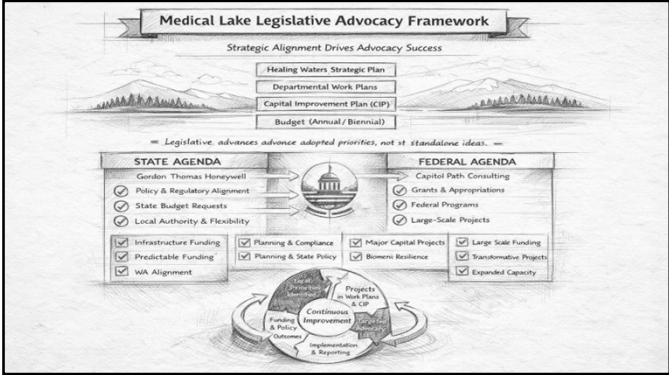 Medical Lake Legislative Advocacy Framework
Strategic Alignment Drives Advocacy Success
Healing Waters Strategic Plan
Departmental Work Plans
Capital Improvement Plan (CIP)
Budget (Annual/Biennial)
Legislative, advances advonce adopted priorities, not st standalone ideas.
STATE AGENDA
Gordon Thomas Honeywell
Policy & Regulatory Alignment
State Budget Requests
Local Authority & Flexibility
FEDERAL AGENDA
Capitol Path Consulting
Grants & Appropriations
Federal Programs
Large-Scale Projects
Infrastructure Funding
Predictable Funding
WA Alignment
Planning & Compliance
Planning & State Policy
Major Capital Projects
Biomeni Resilience
Large Scale Funding
Transformative Projects
Expanded Capacity
Local
Projects
in Work Plans
& CIP
Continuous
Improvement
Funding
& Policy
Outcomes
Implementation
& Reporting